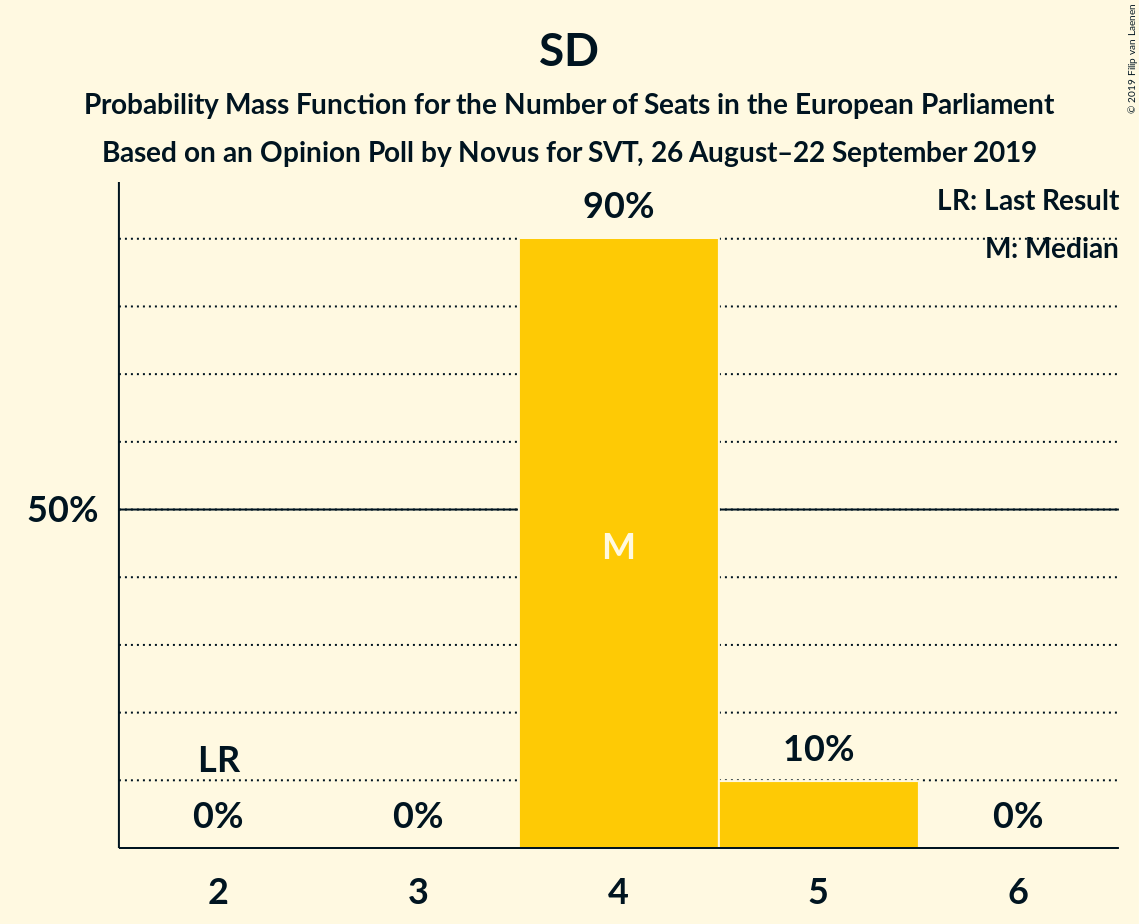 SD
Probability Mass Function for the Number of Seats in the European Parliament
Based on an Opinion Poll by Novus for SVT, 26 August–22 September 2019
© 2019 Filip van Laenen
LR: Last Result
M: Median
90%
50%
M
LR
10%
0%
0%
0%
2
3
4
5
6